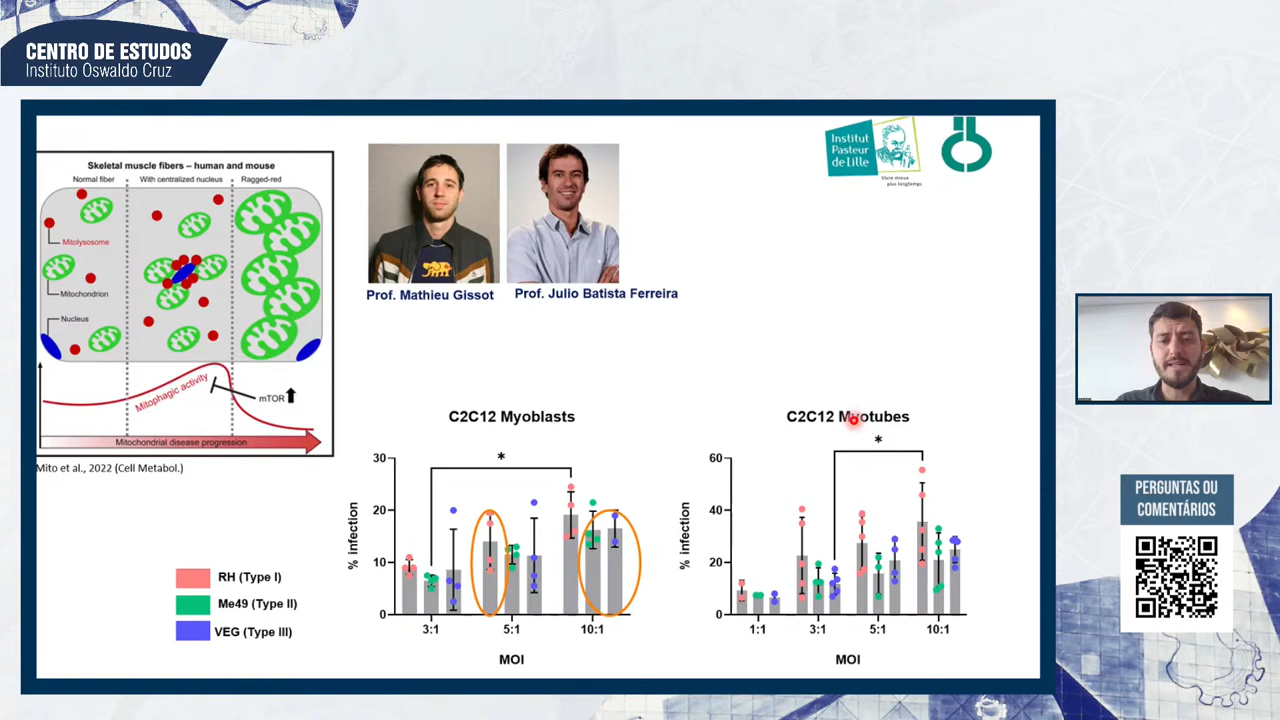 CENTRO DE ESTUDOS
Instituto Oswaldo Cruz
Skeletal muscle fibers – human and mouse
Normal fiber
With centralized nucleus
Ragged-red
Mitolysosome
Mitochondrion
Nucleus
Mitophagic activity
mTOR
Mitochondrial disease progression
Mito et al., 2022 (Cell Metabol.)
Prof. Mathieu Gissot
Prof. Julio Batista Ferreira
Institut
Pasteur
de Lille
Vivre mieux
plus longtemps
RH (Type I)
Me49 (Type II)
VEG (Type III)
C2C12 Myoblasts
*
% infection
30
20
10
0
3:1
5:1
10:1
MOI
C2C12 Myotubes
*
% infection
60
40
20
0
1:1
3:1
5:1
10:1
MOI
PERGUNTAS OU
COMENTÁRIOS